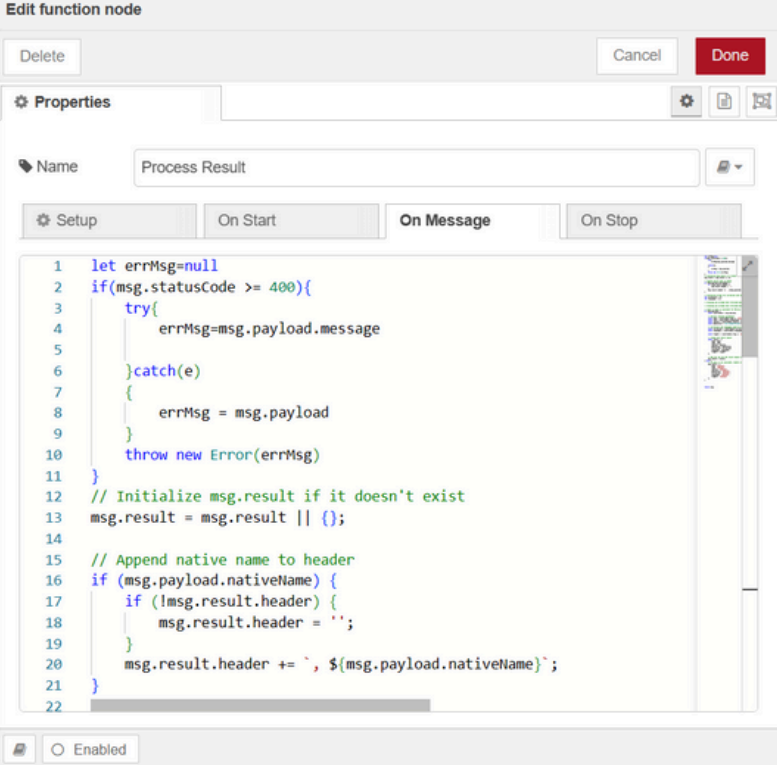 Edit function node
Delete
Cancel
Done
Properties
Name
Process Result
Setup
On Start
On Message
On Stop
1 let errMsg=null
2 if(msg.statusCode >= 400){
3 try{
4 errMsg=msg.payload.message
5
6 }catch(e)
7 {
8 errMsg = msg.payload
9 }
10 throw new Error(errMsg)
11 }
12 // Initialize msg.result if it doesn't exist
13 msg.result = msg.result || {};
14
15 // Append native name to header
16 if (msg.payload.nativeName) {
17 if (!msg.result.header) {
18 msg.result.header = '';
19 }
20 msg.result.header += `, ${msg.payload.nativeName}`;
21 }
22
Enabled